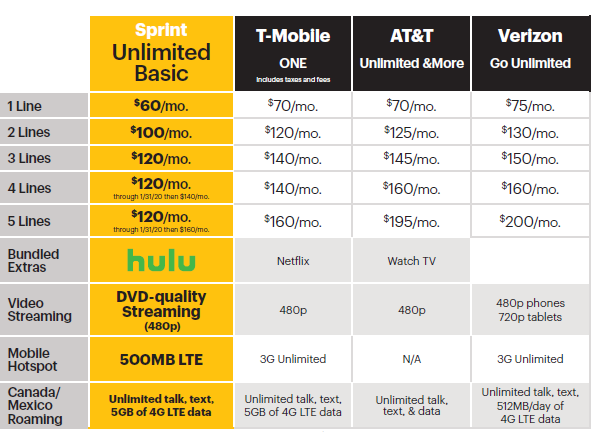 Sprint T-Mobile AT&T Verizon
Unlimited Basic ONE Unlimited &More Go Unlimited
Includes taxes and fees
1 Line $60/mo. $70/mo. $70/mo. $75/mo.
2 Lines $100/mo. $120/mo. $125/mo. $130/mo.
3 Lines $120/mo. $140/mo. $145/mo. $150/mo.
4 Lines $120/mo. $140/mo. $160/mo. $160/mo.
through 1/31/20 then $140/mo.
5 Lines $120/mo. $160/mo. $195/mo. $200/mo.
through 1/31/20 then $160/mo.
Bundled
Extras hulu Netflix Watch TV
Video
Streaming
DVD-quality
Streaming
(480p)
480p
480p
480p phones
720p tablets
Mobile
Hotspot
500MB LTE
3G Unlimited
N/A
3G Unlimited
Canada/
Mexico
Roaming
Unlimited talk, text,
5GB of 4G LTE data
Unlimited talk, text,
5GB of 4G LTE data
Unlimited talk,
text, & data
Unlimited talk, text,
512MB/day of
4G LTE data